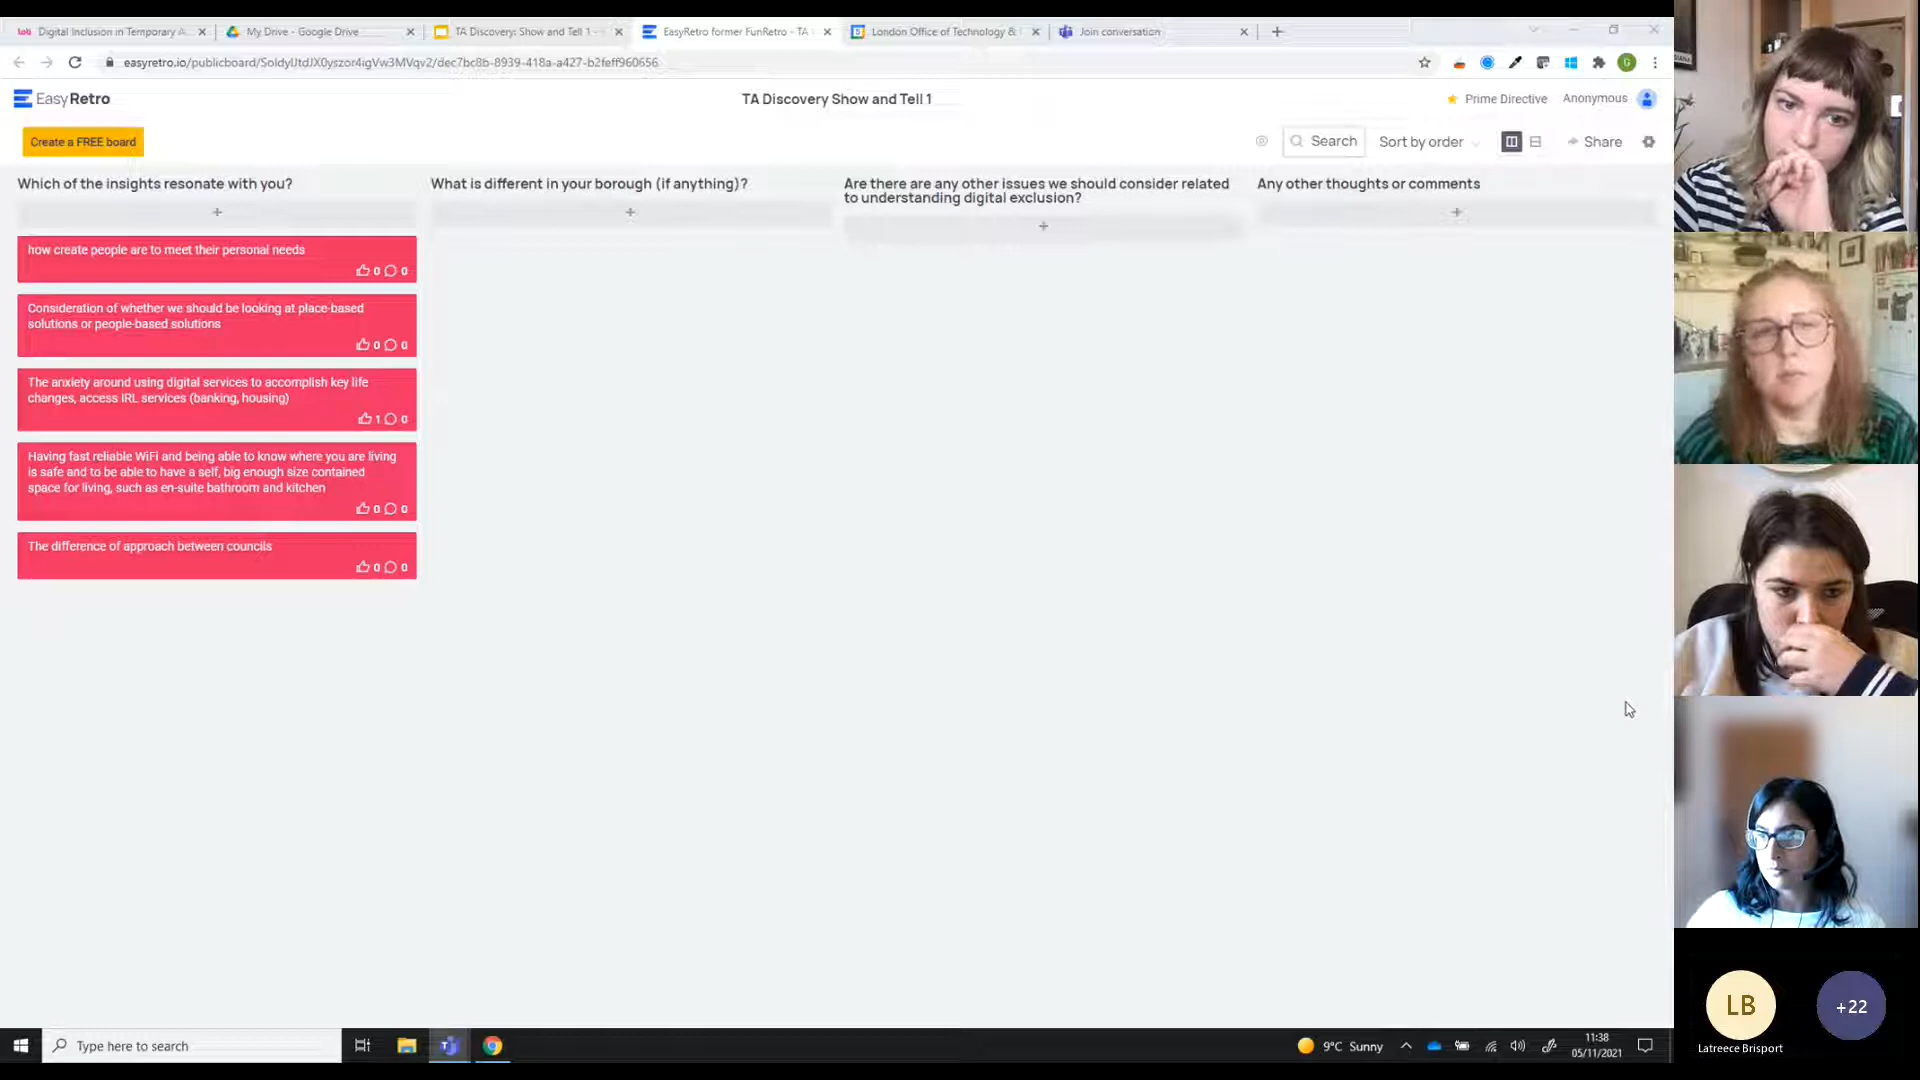 Digital Inclusion in Temporary A
My Drive - Google Drive
TA Discovery: Show and Tell 1 -
EasyRetro former FunRetro - TA
London Office of Technology &
Join conversation
EasyRetro
TA Discovery Show and Tell 1
Prime Directive
Anonymous
G
Create a FREE board
Search
Sort by order
Share
Which of the insights resonate with you?
What is different in your borough (if anything)?
Are there are any other issues we should consider related
to understanding digital exclusion?
Any other thoughts or comments
+
+
+
+
how create people are to meet their personal needs
0 0
Consideration of whether we should be looking at place-based
solutions or people-based solutions
0 0
The anxiety around using digital services to accomplish key life
changes, access IRL services (banking, housing)
1 0
Having fast reliable WiFi and being able to know where you are living
is safe and to be able to have a self, big enough size contained
space for living, such as en-suite bathroom and kitchen
0 0
The difference of approach between councils
0 0
LB
+22
Latreece Brisport
Type here to search
9°C Sunny
11:38
05/11/2021